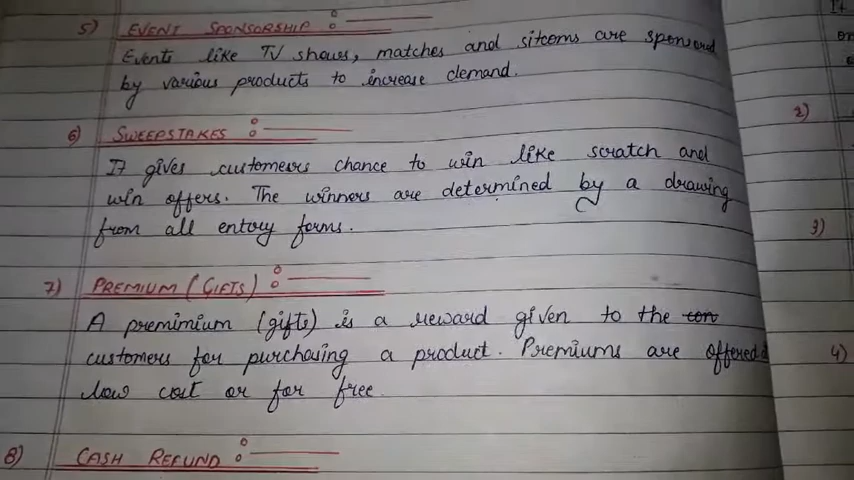 5) EVENT SPONSORSHIP :—
Events like TV shows, matches and sitcoms are sponsored
by various products to increase demand.
6) SWEEPSTAKES :—
It gives customers chance to win like scratch and
win offers. The winners are determined by a drawing
from all entry forms.
7) PREMIUM (GIFTS) :—
A premimium (gifts) is a reward given to the con
customers for purchasing a product. Premiums are offered
low cost or for free.
8) CASH REFUND :—
2)
3)
4)